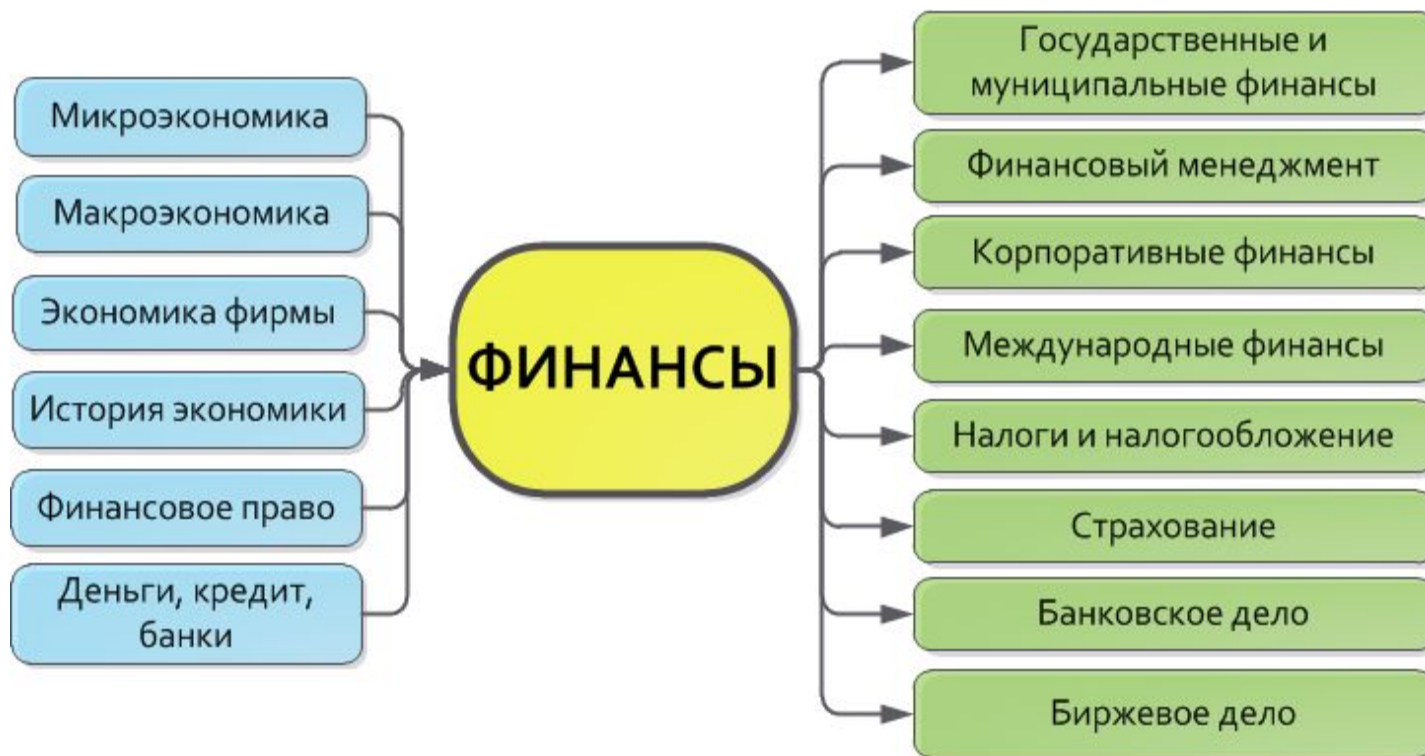 Микроэкономика
Макроэкономика
Экономика фирмы
История экономики
Финансовое право
Деньги, кредит,
банки
ФИНАНСЫ
Государственные и
муниципальные финансы
Финансовый менеджмент
Корпоративные финансы
Международные финансы
Налоги и налогообложение
Страхование
Банковское дело
Биржевое дело